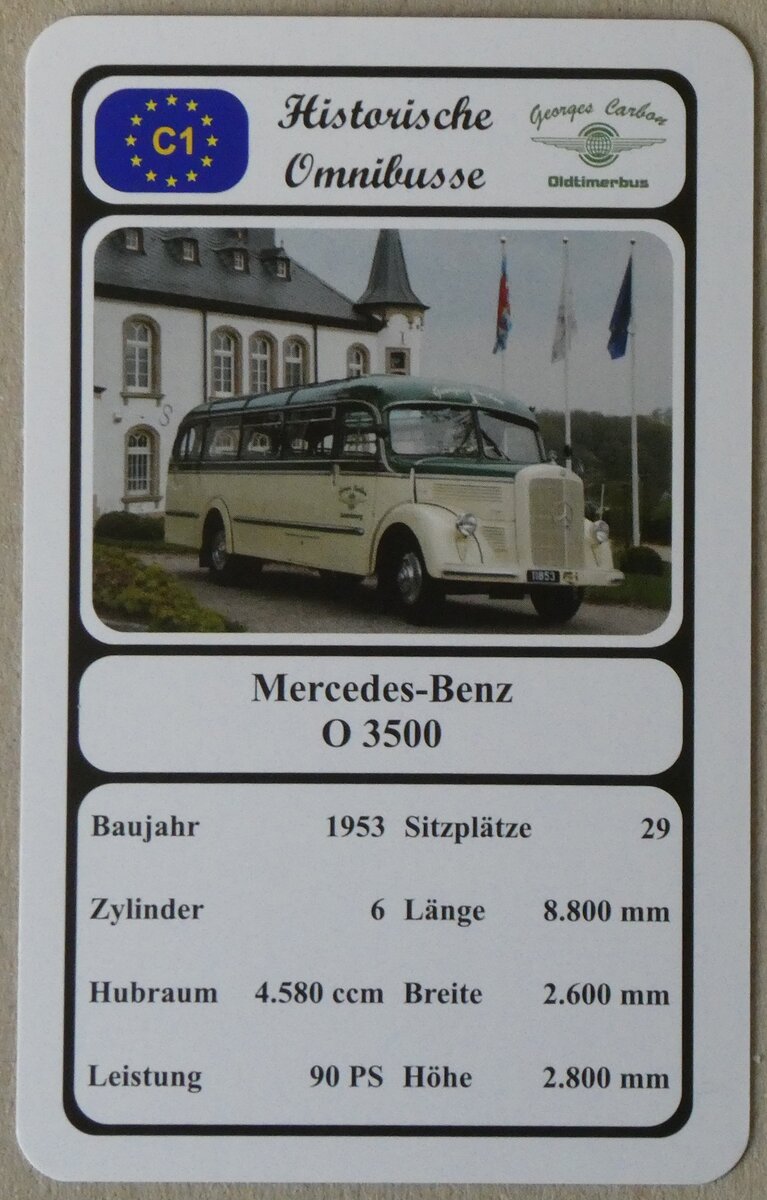 C1
Historische
Omnibusse
Georges Carbon
Oldtimerbus
11853
Mercedes-Benz
O 3500
Baujahr 1953 Sitzplätze 29
Zylinder 6 Länge 8.800 mm
Hubraum 4.580 ccm Breite 2.600 mm
Leistung 90 PS Höhe 2.800 mm